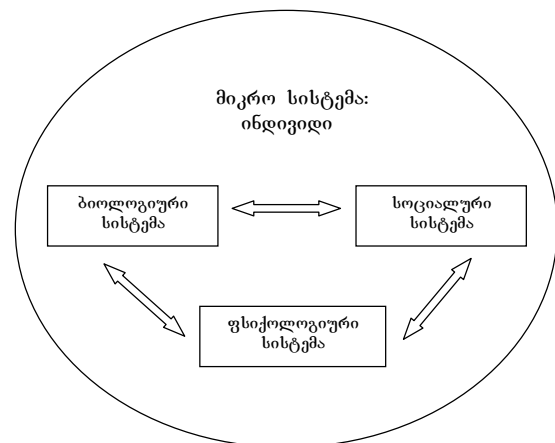 მიკრო სისტემა:
ინდივიდი
ბიოლოგიური
სისტემა
სოციალური
სისტემა
ფსიქოლოგიური
სისტემა